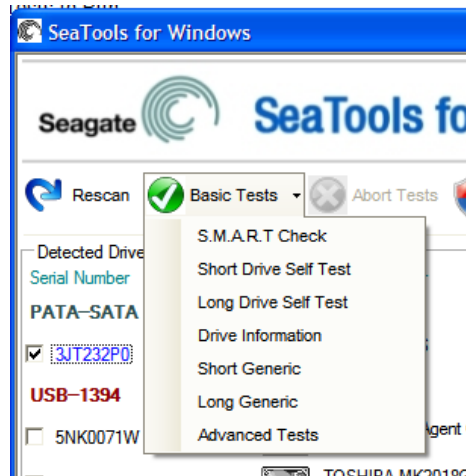 SeaTools for Windows
Seagate SeaTools fo
Rescan Basic Tests Abort Tests
S.M.A.R.T Check
Detected Drive
Short Drive Self Test
Serial Number
Long Drive Self Test
PATA-SATA
Drive Information
3JT232P0
Short Generic
USB-1394
Long Generic
5NK0071W
Advanced Tests
Agent
TOSHIBA MK2018G